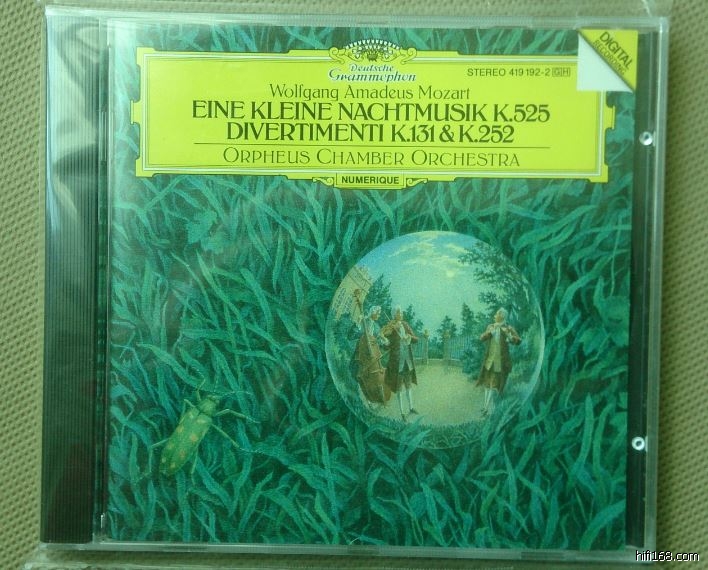 Deutsche
Grammophon
STEREO 419 192-2 GH
DIGITAL
RECORDING
Wolfgang Amadeus Mozart
EINE KLEINE NACHTMUSIK K.525
DIVERTIMENTI K.131 & K.252
ORPHEUS CHAMBER ORCHESTRA
NUMERIQUE
hifi168.com